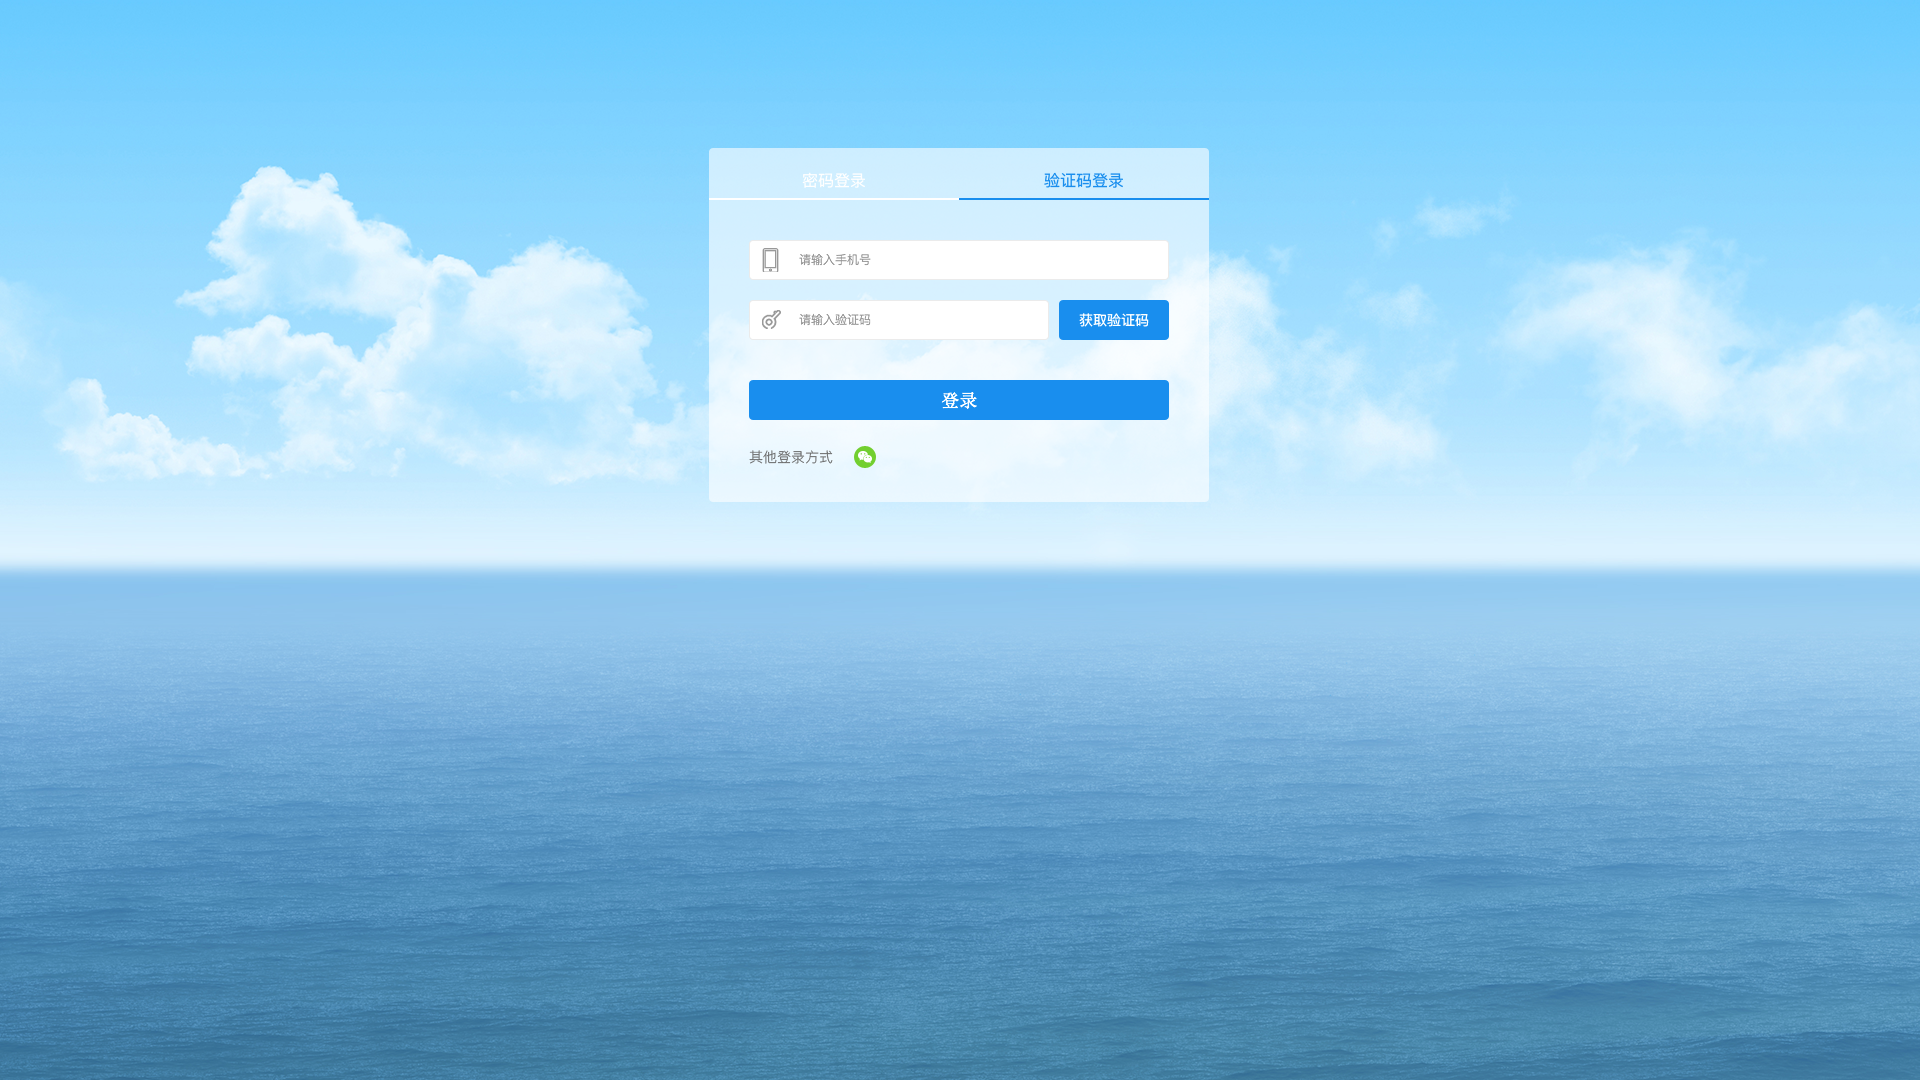 密码登录 验证码登录
请输入手机号
请输入验证码 获取验证码
登录
其他登录方式